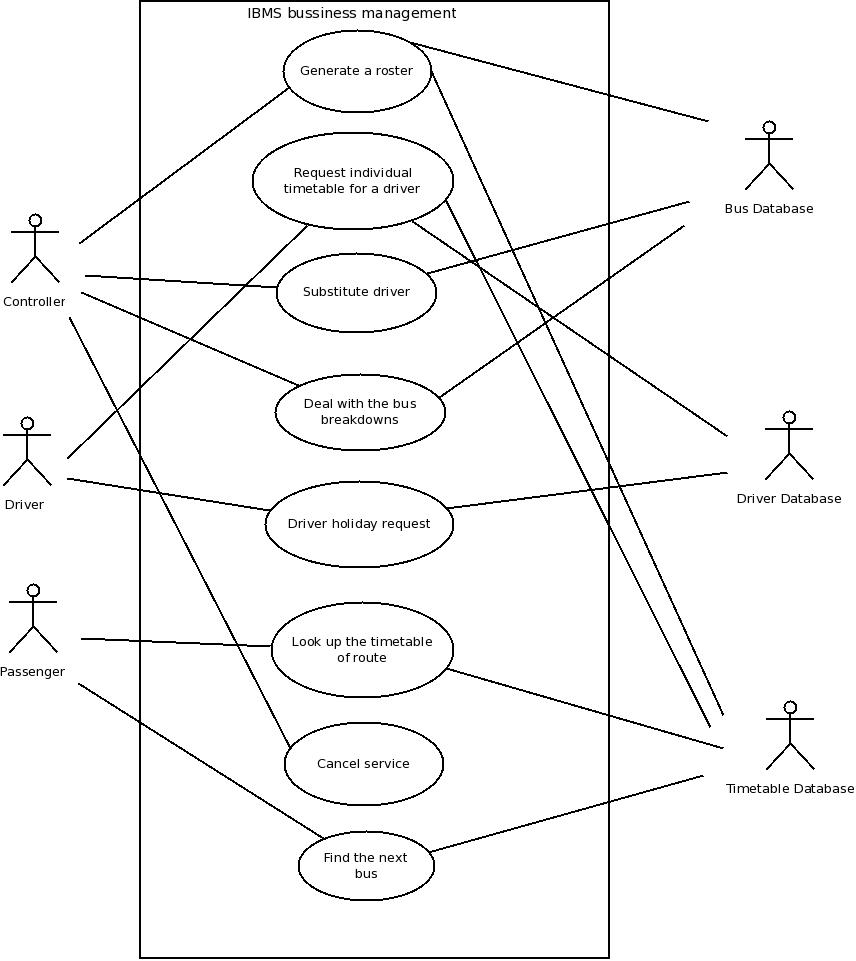 IBMS bussiness management
Generate a roster
Request individual
timetable for a driver
Bus Database
Substitute driver
Controller
Deal with the bus
breakdowns
Driver
Driver Database
Driver holiday request
Look up the timetable
of route
Passenger
Cancel service
Timetable Database
Find the next
bus